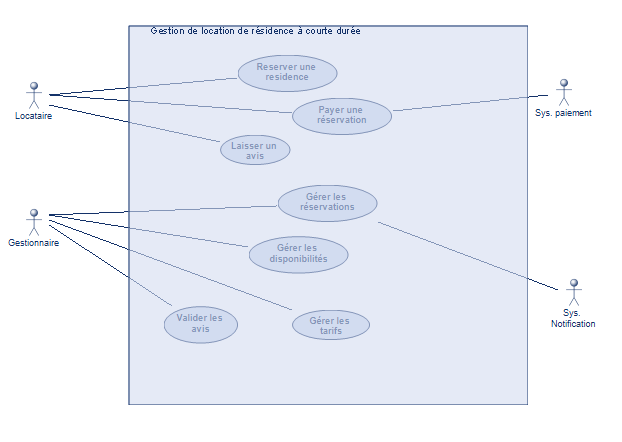 Gestion de location de résidence à courte durée
Reserver une
residence
Locataire
Payer une
réservation
Sys. paiement
Laisser un
avis
Gérer les
réservations
Gestionnaire
Gérer les
disponibilités
Sys.
Notification
Valider les
avis
Gérer les
tarifs